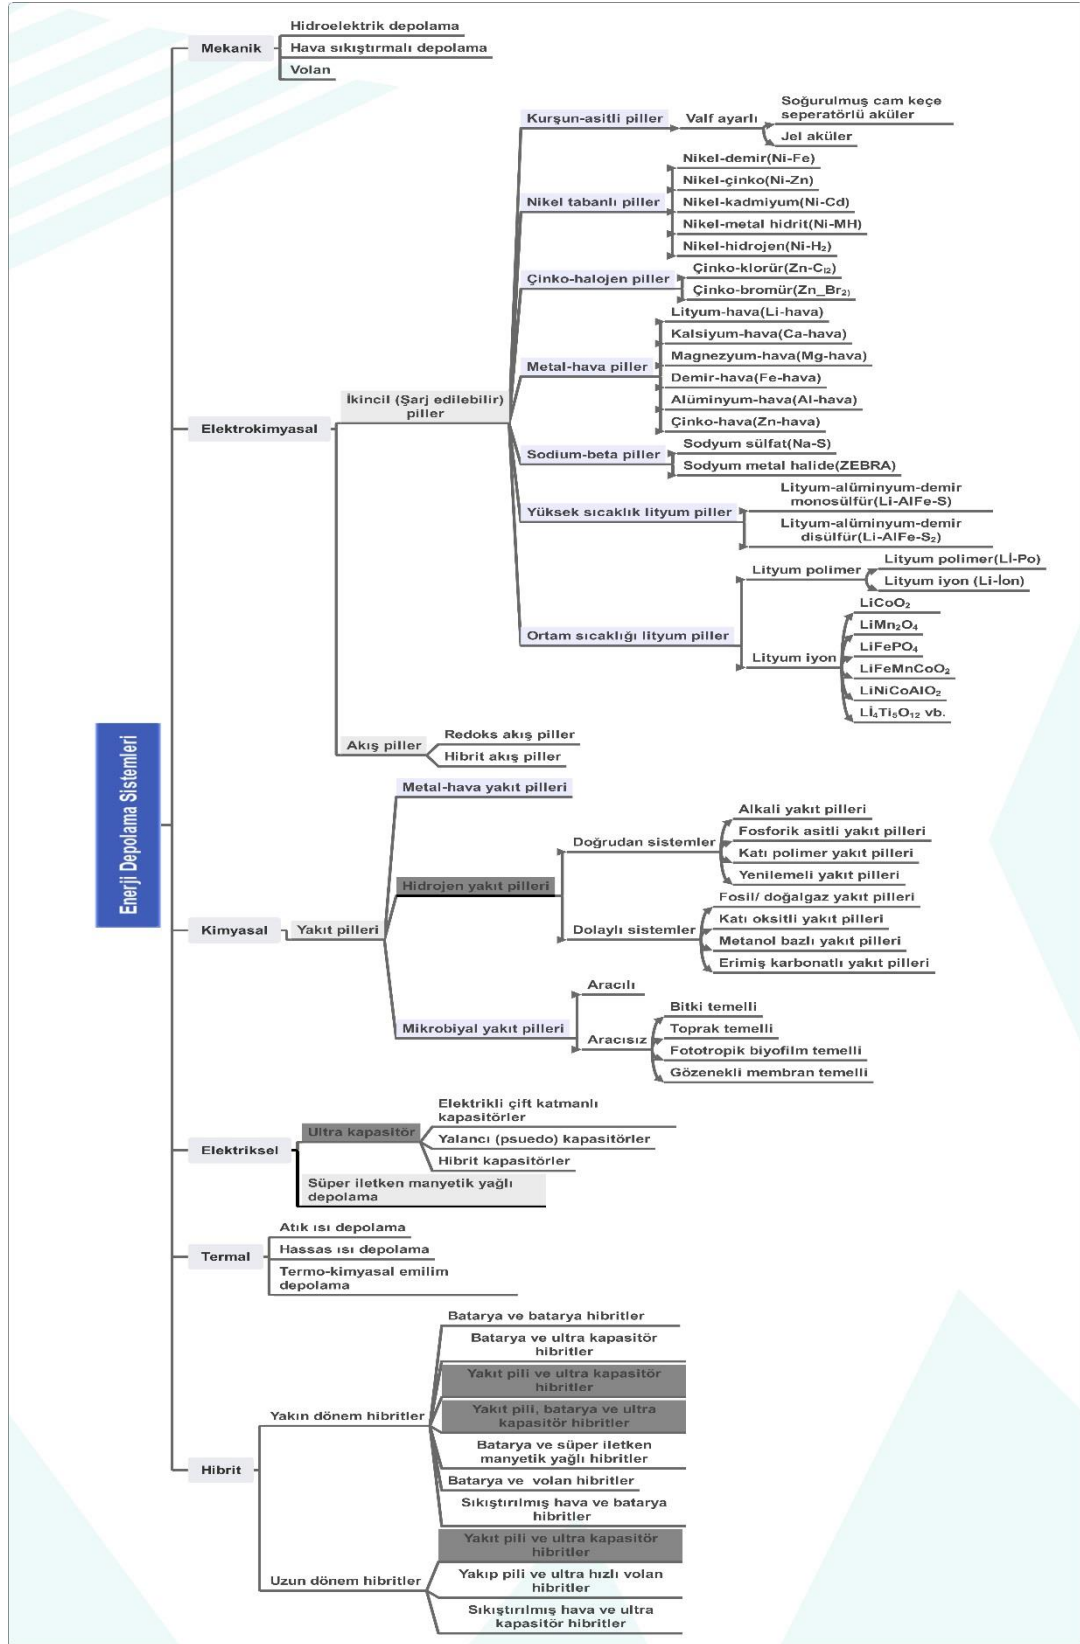 Enerji Depolama Sistemleri
Mekanik
Hidroelektrik depolama
Hava sıkıştırmalı depolama
Volan
Elektrokimyasal
İkincil (Şarj edilebilir)
piller
Kurşun-asitli piller
Valf ayarlı
Soğurulmuş cam keçe
seperatörlü aküler
Jel aküler
Nikel tabanlı piller
Nikel-demir(Ni-Fe)
Nikel-çinko(Ni-Zn)
Nikel-kadmiyum(Ni-Cd)
Nikel-metal hidrit(Ni-MH)
Nikel-hidrojen(Ni-H₂)
Çinko-halojen piller
Çinko-klorür(Zn-Cl₂)
Çinko-bromür(Zn_Br₂)
Metal-hava piller
Lityum-hava(Li-hava)
Kalsiyum-hava(Ca-hava)
Magnezyum-hava(Mg-hava)
Demir-hava(Fe-hava)
Alüminyum-hava(Al-hava)
Çinko-hava(Zn-hava)
Sodium-beta piller
Sodyum sülfat(Na-S)
Sodyum metal halide(ZEBRA)
Yüksek sıcaklık lityum piller
Lityum-alüminyum-demir
monosülfür(Li-AlFe-S)
Lityum-alüminyum-demir
disülfür(Li-AlFe-S₂)
Ortam sıcaklığı lityum piller
Lityum polimer
Lityum polimer(Lİ-Po)
Lityum iyon (Li-İon)
Lityum iyon
LiCoO₂
LiMn₂O₄
LiFePO₄
LiFeMnCoO₂
LiNiCoAlO₂
Lİ₄Ti₅O₁₂ vb.
Akış piller
Redoks akış piller
Hibrit akış piller
Kimyasal
Yakıt pilleri
Metal-hava yakıt pilleri
Hidrojen yakıt pilleri
Doğrudan sistemler
Alkali yakıt pilleri
Fosforik asitli yakıt pilleri
Katı polimer yakıt pilleri
Yenilemeli yakıt pilleri
Dolaylı sistemler
Fosil/ doğalgaz yakıt pilleri
Katı oksitli yakıt pilleri
Metanol bazlı yakıt pilleri
Erimiş karbonatlı yakıt pilleri
Mikrobiyal yakıt pilleri
Aracılı
Aracısız
Bitki temelli
Toprak temelli
Fototropik biyofilm temelli
Gözenekli membran temelli
Elektriksel
Ultra kapasitör
Elektrikli çift katmanlı
kapasitörler
Yalancı (psuedo) kapasitörler
Hibrit kapasitörler
Süper iletken manyetik yağlı
depolama
Termal
Atık ısı depolama
Hassas ısı depolama
Termo-kimyasal emilim
depolama
Hibrit
Yakın dönem hibritler
Batarya ve batarya hibritler
Batarya ve ultra kapasitör
hibritler
Yakıt pili ve ultra kapasitör
hibritler
Yakıt pili, batarya ve ultra
kapasitör hibritler
Batarya ve süper iletken
manyetik yağlı hibritler
Batarya ve volan hibritler
Sıkıştırılmış hava ve batarya
hibritler
Uzun dönem hibritler
Yakıt pili ve ultra kapasitör
hibritler
Yakıp pili ve ultra hızlı volan
hibritler
Sıkıştırılmış hava ve ultra
kapasitör hibritler